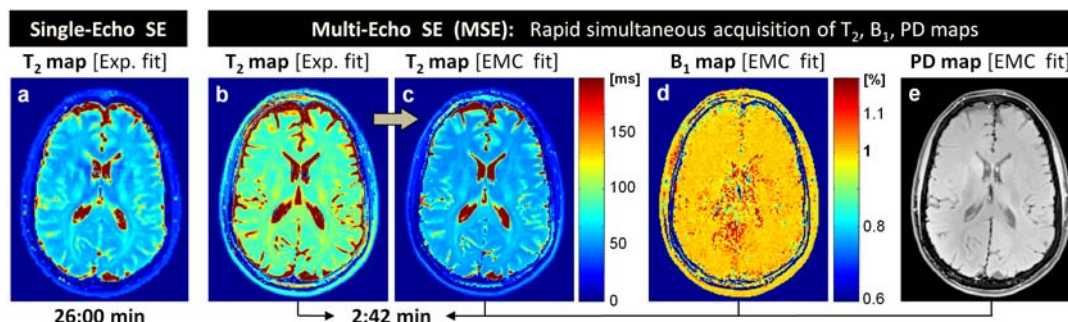 Single-Echo SE
Multi-Echo SE (MSE): Rapid simultaneous acquisition of T₂, B₁, PD maps
T₂ map [Exp. fit]
T₂ map [Exp. fit]
T₂ map [EMC fit]
B₁ map [EMC fit]
PD map [EMC fit]
a
b
c
[ms]
150
100
50
0
d
[%]
1.1
1
0.8
0.6
e
26:00 min
2:42 min